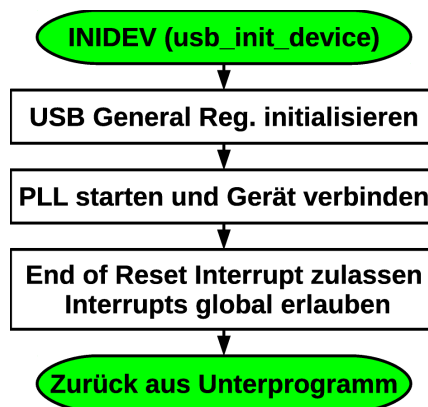 INIDEV (usb_init_device)
USB General Reg. initialisieren
PLL starten und Gerät verbinden
End of Reset Interrupt zulassen
Interrupts global erlauben
Zurück aus Unterprogramm